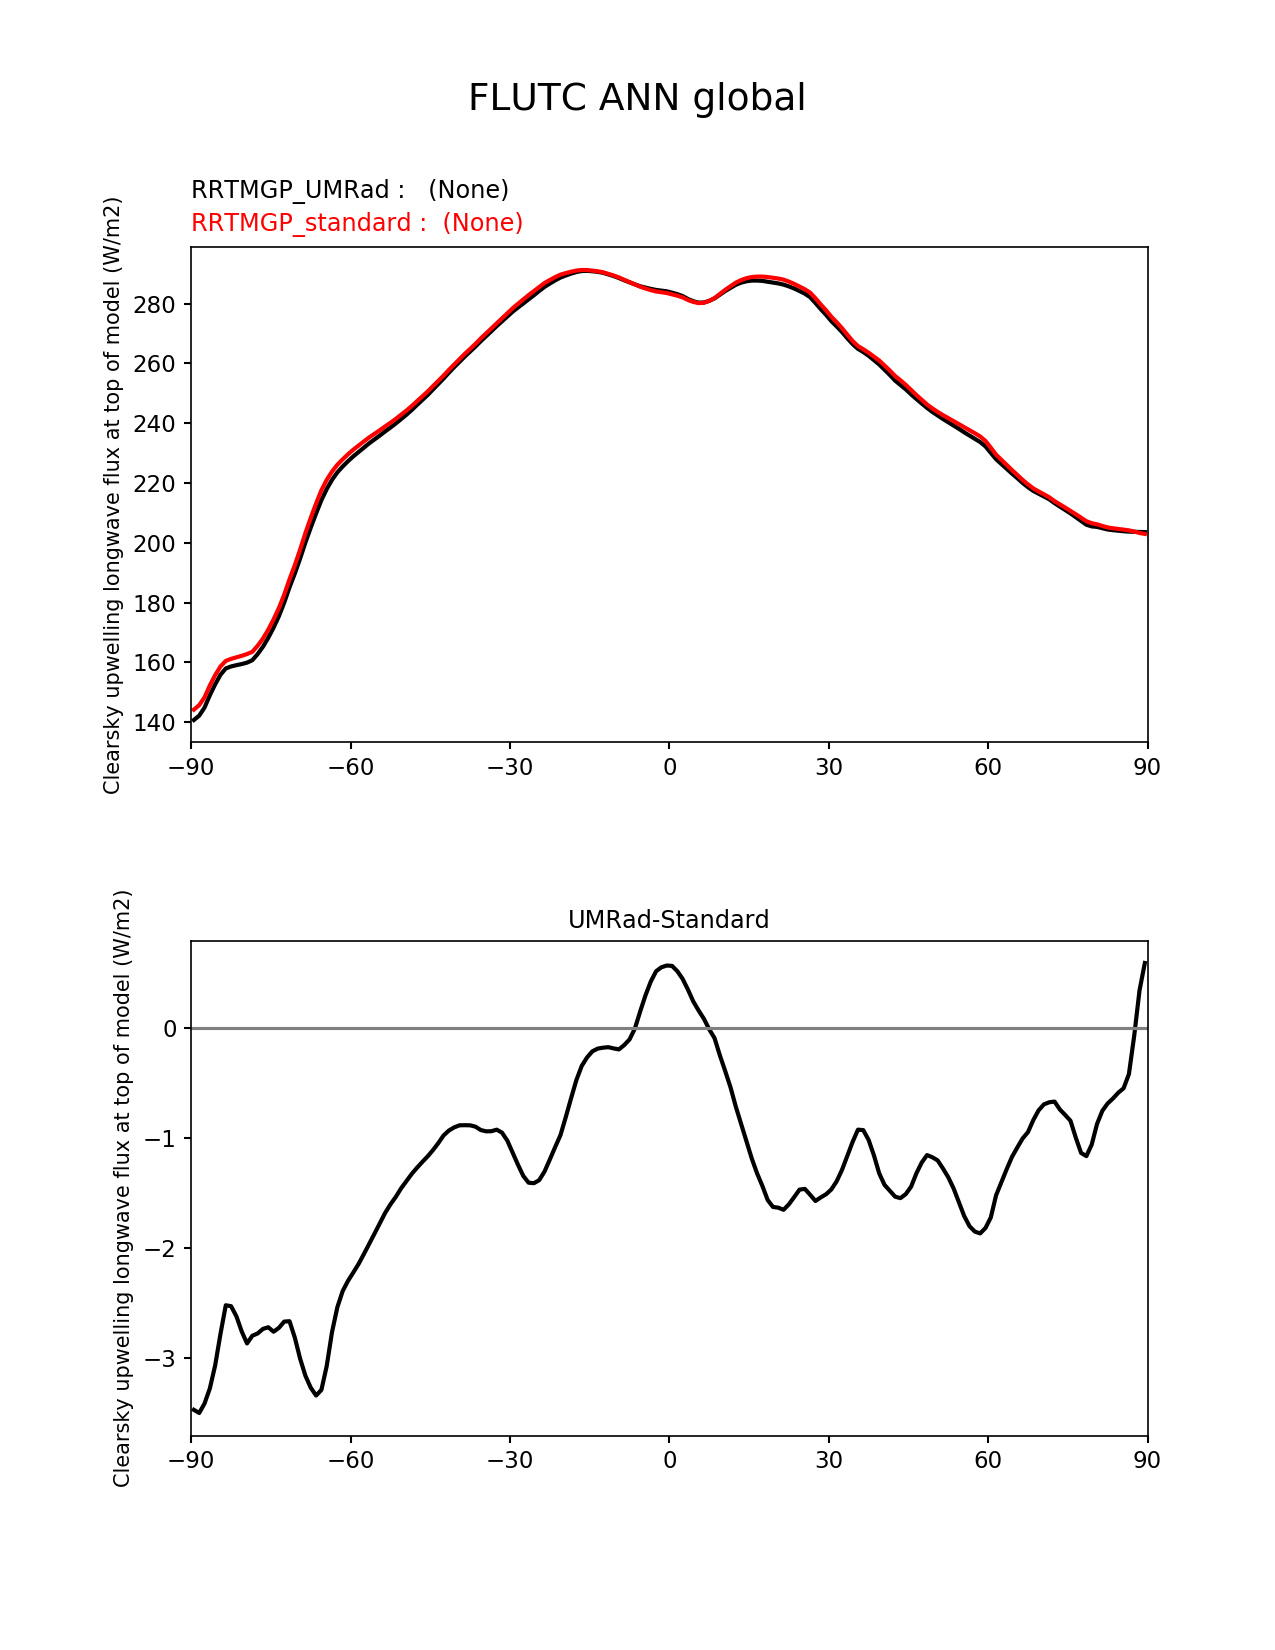 FLUTC ANN global
RRTMGP_UMRad :   (None)
RRTMGP_standard :  (None)
Clearsky upwelling longwave flux at top of model (W/m2)
280
260
240
220
200
180
160
140
−90 −60 −30 0 30 60 90
UMRad-Standard
Clearsky upwelling longwave flux at top of model (W/m2)
0
−1
−2
−3
−90 −60 −30 0 30 60 90